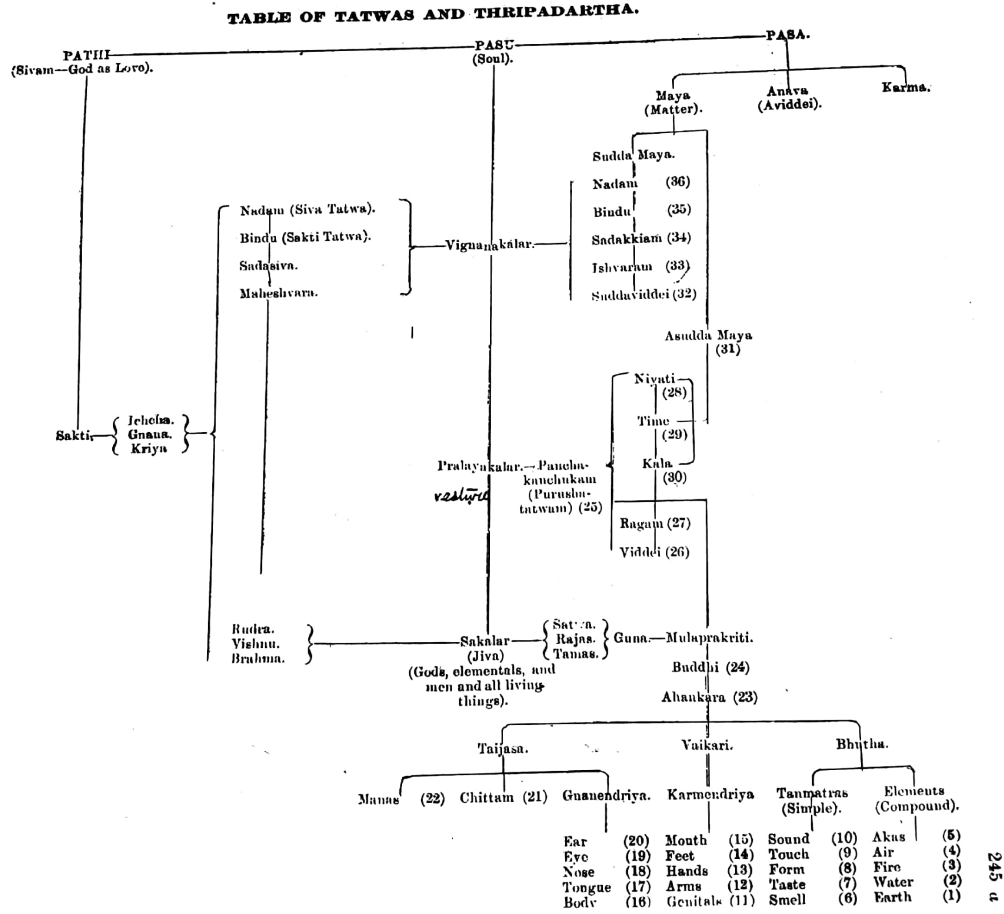 TABLE OF TATWAS AND THRIPADARTHA.
PATHI PASU PASA.
(Sivam—God as Love). (Soul).
Maya Anava Karma.
(Matter). (Aviddei).
Sudda Maya.
Nadam (36)
Bindu (35)
Sadakkiam (34)
Ishvaram (33)
Suddaviddei (32)
Nadam (Siva Tatwa).
Bindu (Sakti Tatwa).
Sadasiva.
Maheshvara.
Vignanakalar.
Asudda Maya
(31)
Niyati
(28)
Time
(29)
Kala
(30)
Ragam (27)
Viddei (26)
Sakti,
Ichcha.
Gnana.
Kriya
Pralayakalar.—Pancha-
kanchukam
(Purusha-
tatwam) (25)
vesture
Rudra.
Vishnu.
Brahma.
Sakalar
(Jiva)
(Gods, elementals, and
men and all living
things).
Satwa.
Rajas.
Tamas.
Guna.—Mulaprakriti.
Buddhi (24)
Ahankara (23)
Taijasa. Vaikari. Bhutha.
Manas (22) Chittam (21) Gnanendriya. Karmendriya Tanmatras Elements
(Simple). (Compound).
Ear (20) Mouth (15) Sound (10) Akas (5)
Eye (19) Feet (14) Touch (9) Air (4)
Nose (18) Hands (13) Form (8) Fire (3)
Tongue (17) Arms (12) Taste (7) Water (2)
Body (16) Genitals (11) Smell (6) Earth (1)
245 a